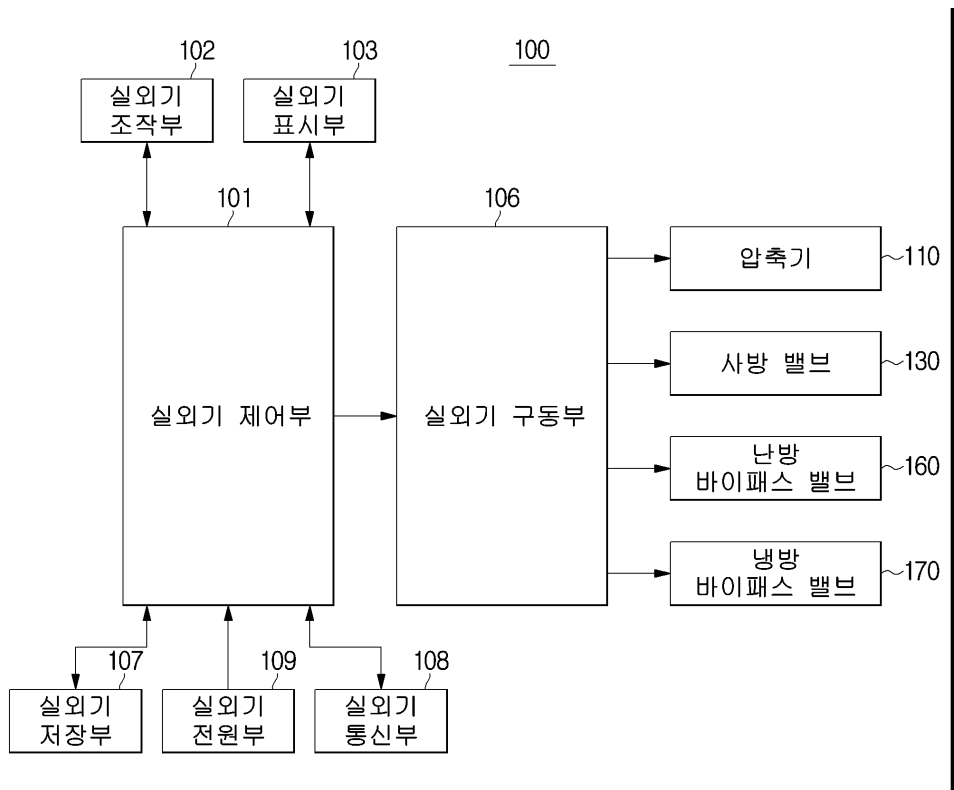 100
102
103
실외기
조작부
실외기
표시부
101
106
실외기 제어부
실외기 구동부
압축기
110
사방 밸브
130
난방
바이패스 밸브
160
냉방
바이패스 밸브
170
107
109
108
실외기
저장부
실외기
전원부
실외기
통신부